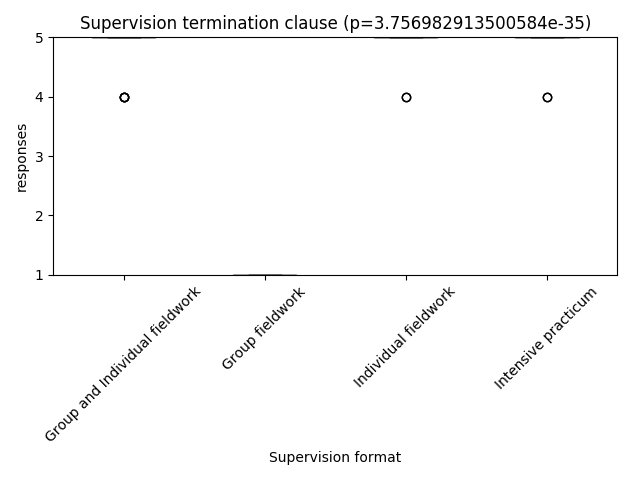 Supervision termination clause (p=3.756982913500584e-35)
responses
5
4
3
2
1
Group and Individual fieldwork
Group fieldwork
Individual fieldwork
Intensive practicum
Supervision format